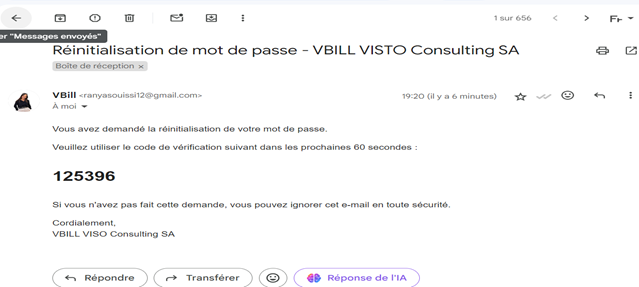 1 sur 656
Fr
er "Messages envoyés"
Réinitialisation de mot de passe - VBILL VISTO Consulting SA
Boîte de réception ×
VBill <ranyasouissi12@gmail.com>
19:20 (il y a 6 minutes)
À moi
Vous avez demandé la réinitialisation de votre mot de passe.
Veuillez utiliser le code de vérification suivant dans les prochaines 60 secondes :
125396
Si vous n'avez pas fait cette demande, vous pouvez ignorer cet e-mail en toute sécurité.
Cordialement,
VBILL VISO Consulting SA
Répondre
Transférer
Réponse de l'IA